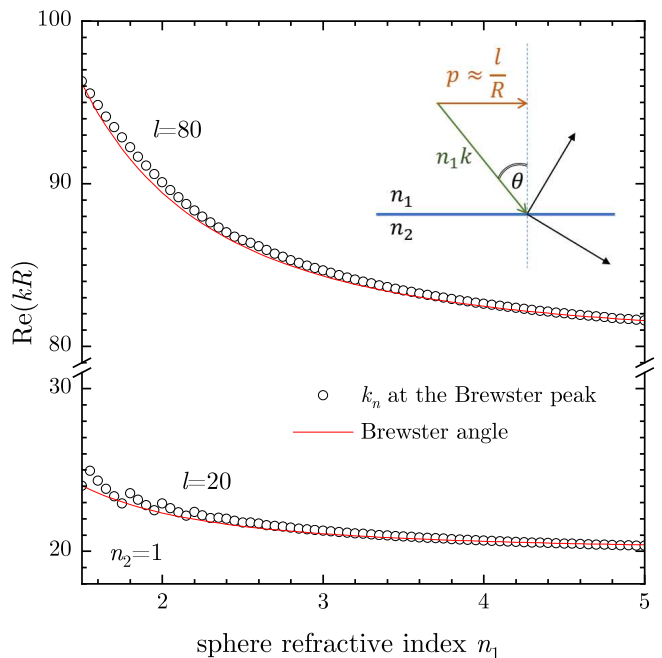 100
90
80
30
20
Re(kR)
l=80
p ≈ l/R
n₁k
θ
n₁
n₂
kₙ at the Brewster peak
Brewster angle
l=20
n₂=1
2
3
4
5
sphere refractive index n₁